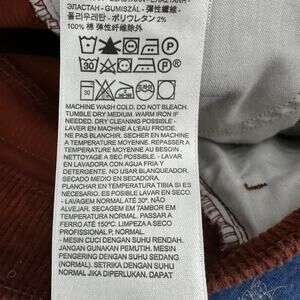 ЭЛАСТАН - GUMISZÁL - 弹性纖維 -
폴리우레탄 - ポリウレタン 2%
100% 棉 弹性纤维除外
P
30
MACHINE WASH COLD. DO NOT BLEACH.
TUMBLE DRY MEDIUM. WARM IRON IF
NEEDED. DRY CLEANING POSSIBLE -
LAVER EN MACHINE A L'EAU FROIDE.
NE PAS BLANCHIR. SECHER EN MACHINE
A TEMPERATURE MOYENNE. REPASSER A
TEMPERATURE MOYENNE AU BESOIN
NETTOYAGE A SEC POSSIBLE - LAVAR EN
LAVADORA CON AGUA FRIA Y
DETERGENTE. NO USAR BLANQUEADOR.
SECADO MEDIO EN SECADORA
PLANCHAR EN TEMPERATURA TIBIA SI ES
NECESARIO. ES POSIBLE LAVADO EN SECO.
- LAVAGEM NORMAL ATÉ 30º, NÃO
ALVEJAR. SECAGEM EM TAMBOR EM
TEMPERATURA NORMAL. PASSAR A
FERRO ATÉ 150ºC. LIMPEZA A SECO
PROFISSIONAL P, NORMAL.
- MESIN CUCI DENGAN SUHU RENDAH.
JANGAN GUNAKAN PEMUTIH. MESIN
PENGERING DENGAN SUHU SEDANG
(NORMAL). SETRIKA DENGAN SUHU
NORMAL JIKA DIPERLUKAN. DAPAT